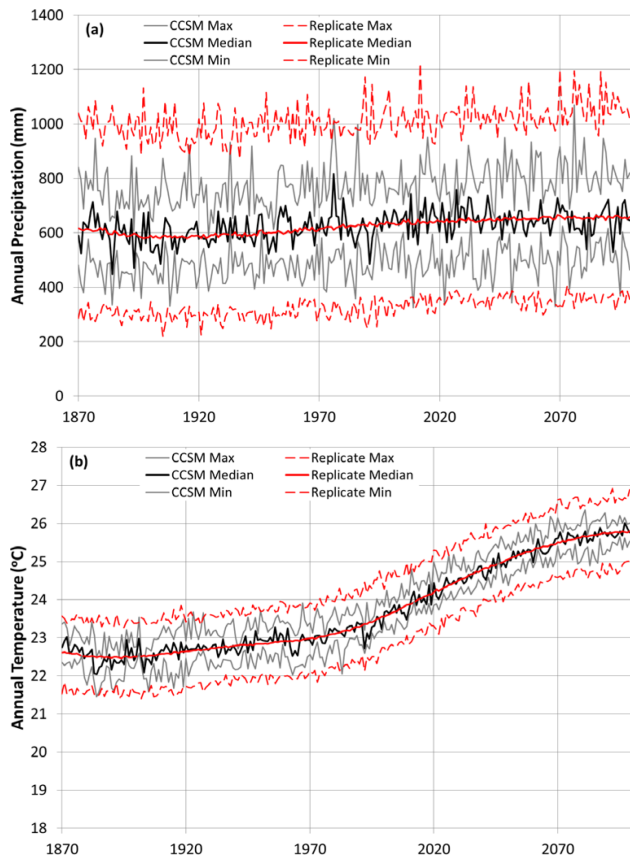 (a)
CCSM Max Replicate Max
CCSM Median Replicate Median
CCSM Min Replicate Min
Annual Precipitation (mm)
1400
1200
1000
800
600
400
200
0
1870 1920 1970 2020 2070
(b)
CCSM Max Replicate Max
CCSM Median Replicate Median
CCSM Min Replicate Min
Annual Temperature (°C)
28
27
26
25
24
23
22
21
20
19
18
1870 1920 1970 2020 2070